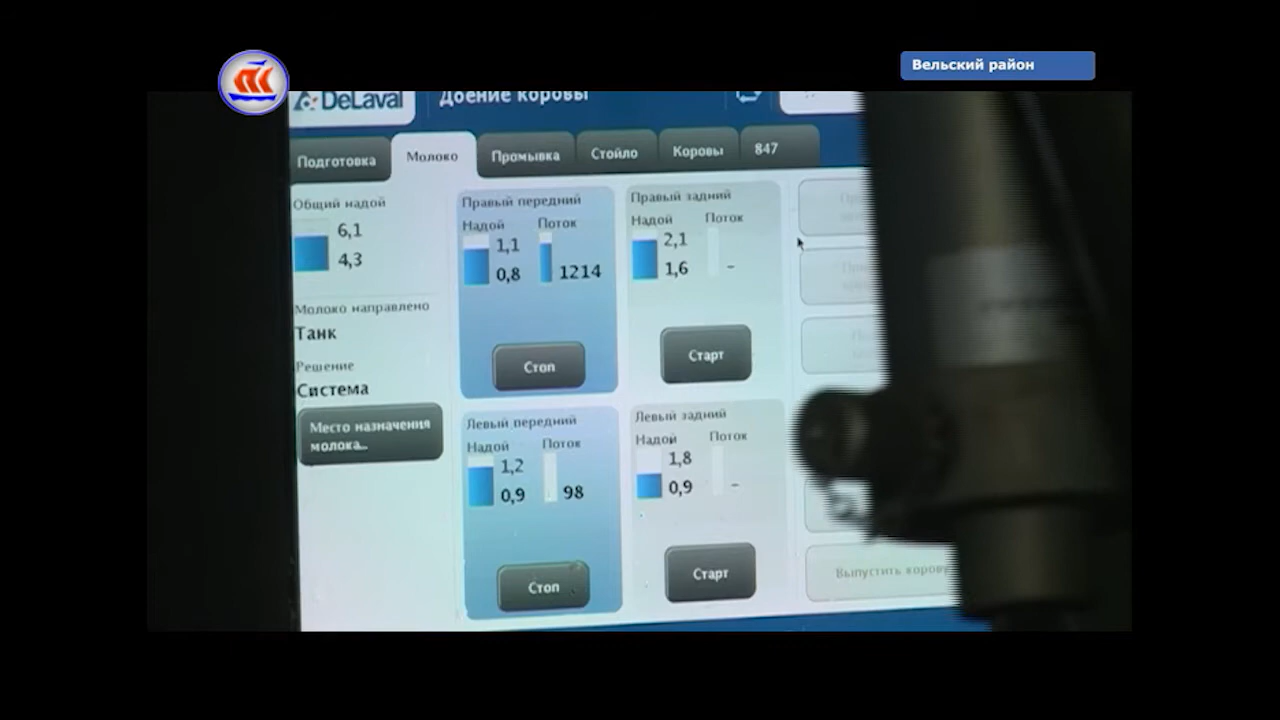 Вельский район
DeLaval
Доение коровы
Подготовка
Молоко
Промывка
Стойло
Коровы
847
Общий надой
6,1
4,3
Молоко направлено
Танк
Решение
Система
Место назначения
молока...
Правый передний
Надой Поток
1,1
0,8 1214
Стоп
Правый задний
Надой Поток
2,1
1,6 -
Старт
Левый передний
Надой Поток
1,2
0,9 98
Стоп
Левый задний
Надой Поток
1,8
0,9 -
Старт
Выпустить корову